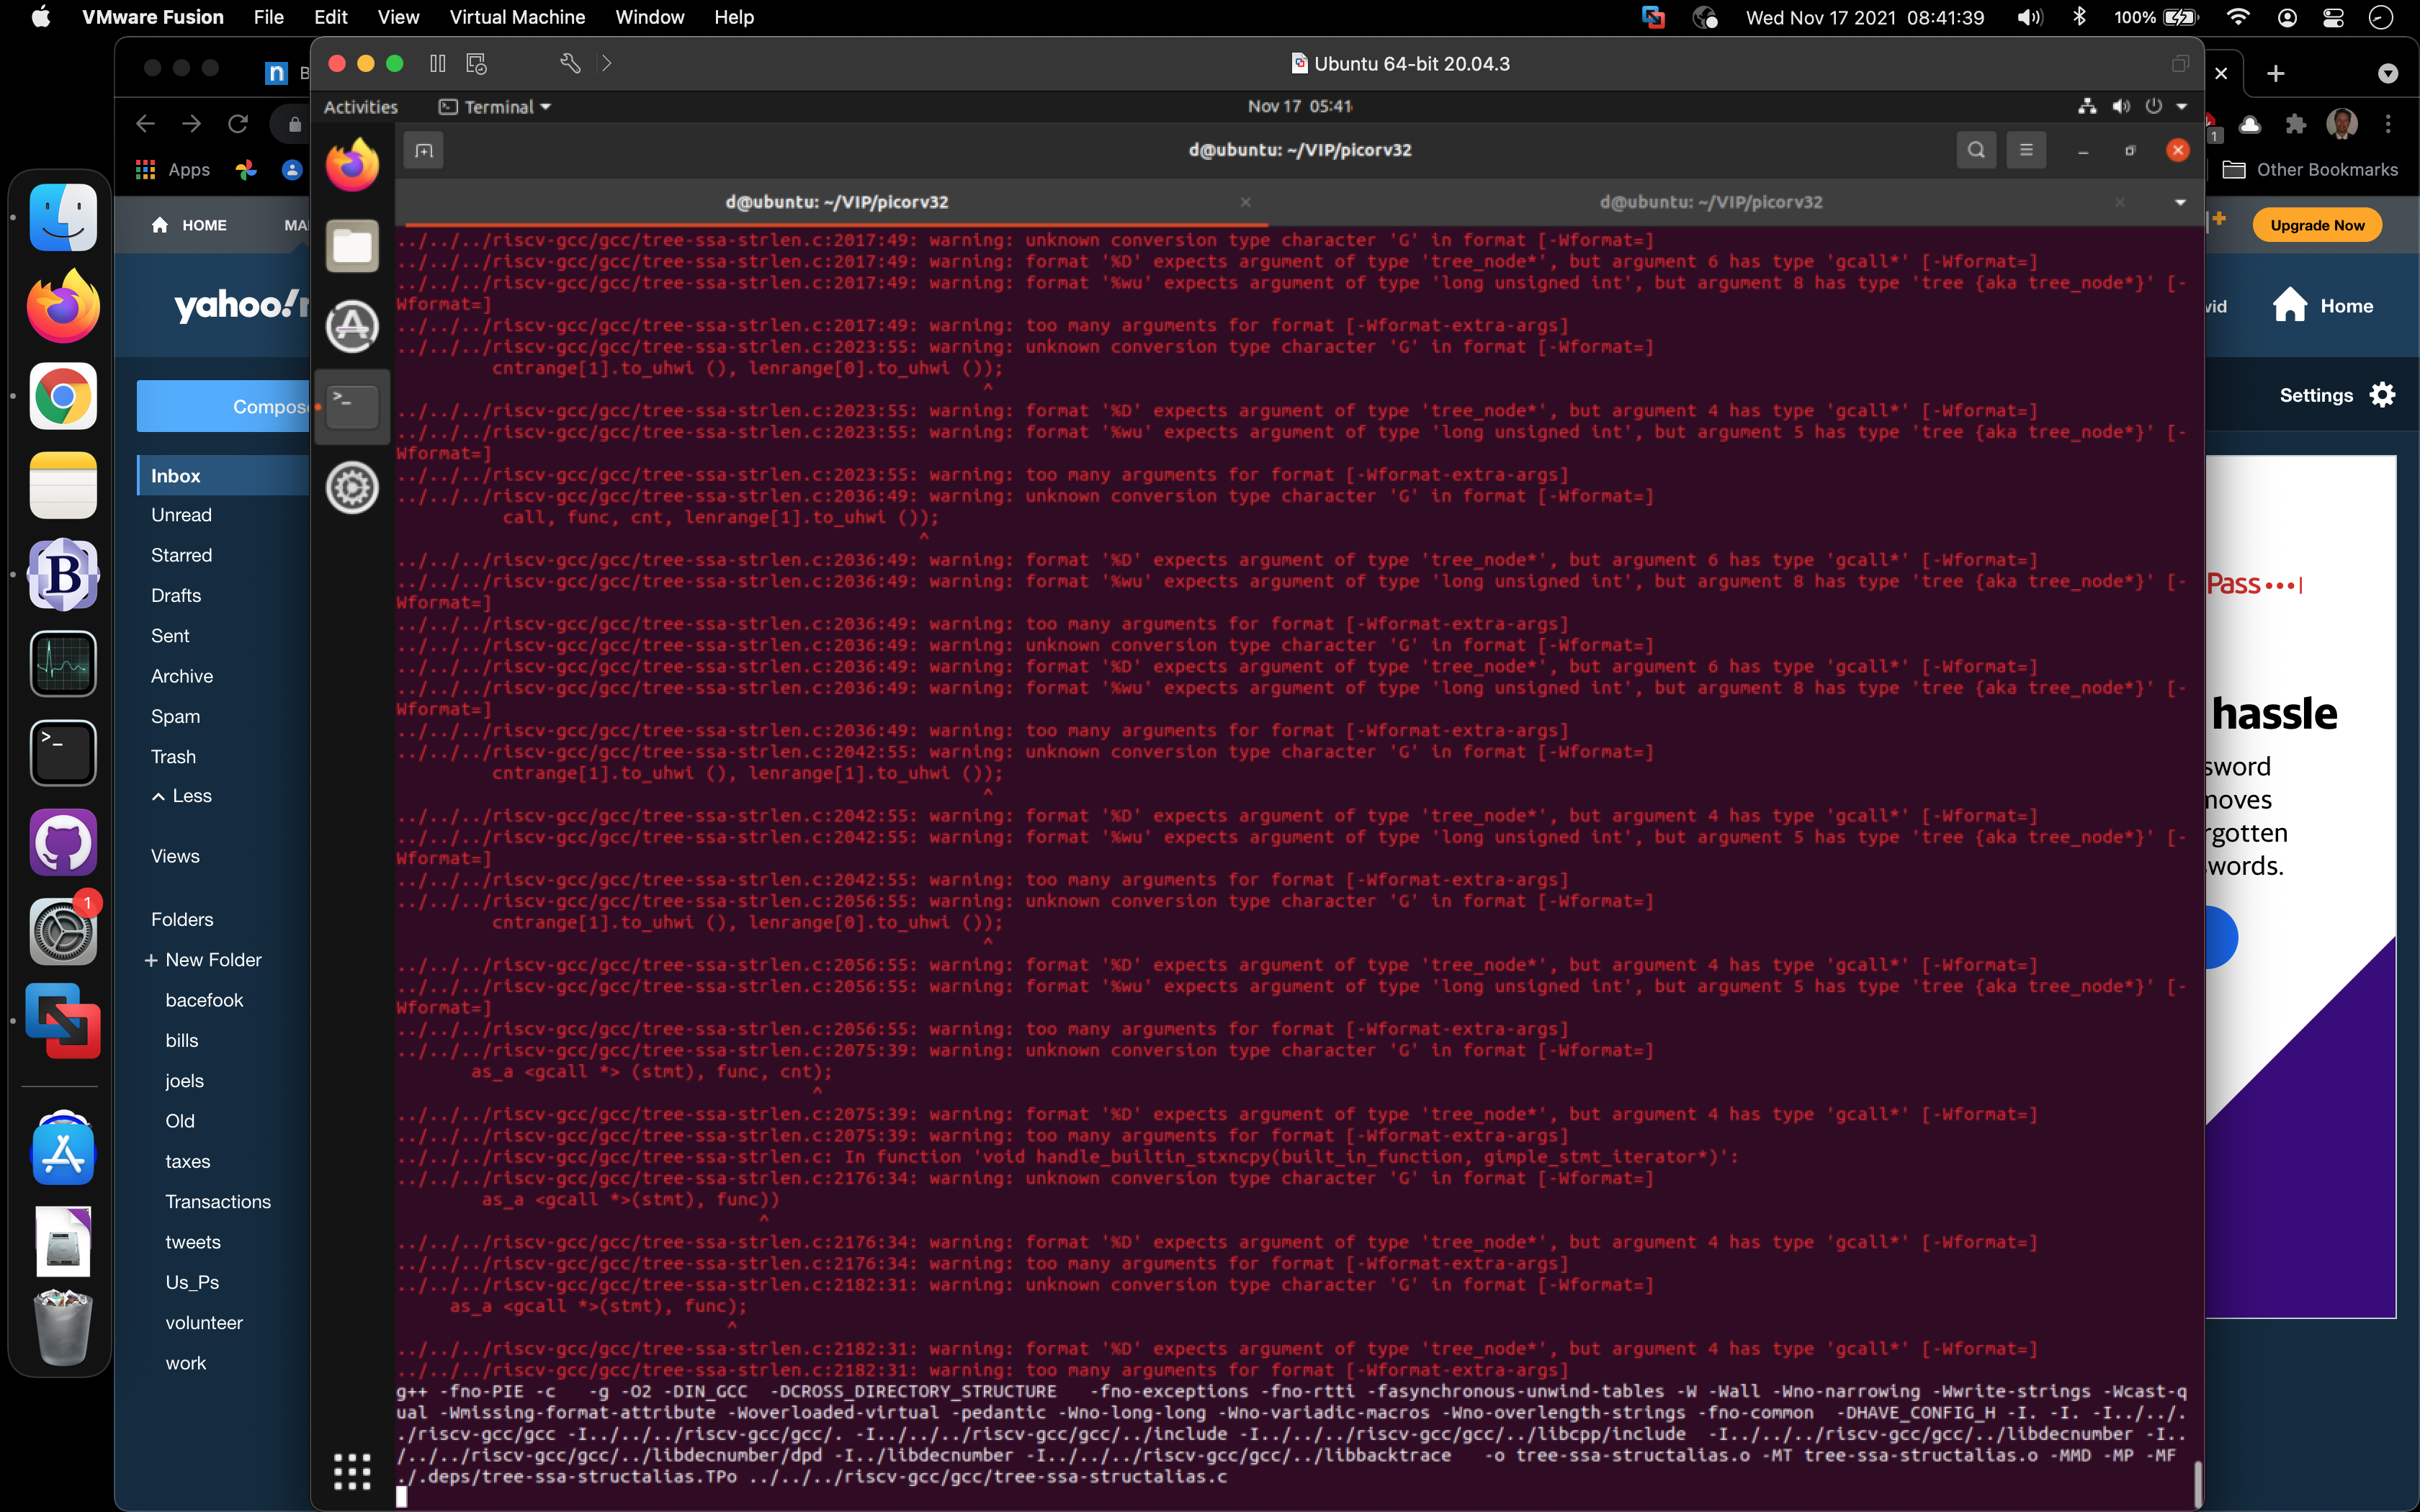 VMware Fusion File Edit View Virtual Machine Window Help
Wed Nov 17 2021 08:41:39
100%
Ubuntu 64-bit 20.04.3
Activities
Terminal
Nov 17 05:41
d@ubuntu: ~/VIP/picorv32
d@ubuntu: ~/VIP/picorv32
d@ubuntu: ~/VIP/picorv32
../../../riscv-gcc/gcc/tree-ssa-strlen.c:2017:49: warning: unknown conversion type character 'G' in format [-Wformat=]
../../../riscv-gcc/gcc/tree-ssa-strlen.c:2017:49: warning: format '%D' expects argument of type 'tree_node*', but argument 6 has type 'gcall*' [-Wformat=]
../../../riscv-gcc/gcc/tree-ssa-strlen.c:2017:49: warning: format '%wu' expects argument of type 'long unsigned int', but argument 8 has type 'tree {aka tree_node*}' [-
Wformat=]
../../../riscv-gcc/gcc/tree-ssa-strlen.c:2017:49: warning: too many arguments for format [-Wformat-extra-args]
../../../riscv-gcc/gcc/tree-ssa-strlen.c:2023:55: warning: unknown conversion type character 'G' in format [-Wformat=]
cntrange[1].to_uhwi (), lenrange[0].to_uhwi ());
^
../../../riscv-gcc/gcc/tree-ssa-strlen.c:2023:55: warning: format '%D' expects argument of type 'tree_node*', but argument 4 has type 'gcall*' [-Wformat=]
../../../riscv-gcc/gcc/tree-ssa-strlen.c:2023:55: warning: format '%wu' expects argument of type 'long unsigned int', but argument 5 has type 'tree {aka tree_node*}' [-
Wformat=]
../../../riscv-gcc/gcc/tree-ssa-strlen.c:2023:55: warning: too many arguments for format [-Wformat-extra-args]
../../../riscv-gcc/gcc/tree-ssa-strlen.c:2036:49: warning: unknown conversion type character 'G' in format [-Wformat=]
call, func, cnt, lenrange[1].to_uhwi ());
^
../../../riscv-gcc/gcc/tree-ssa-strlen.c:2036:49: warning: format '%D' expects argument of type 'tree_node*', but argument 6 has type 'gcall*' [-Wformat=]
../../../riscv-gcc/gcc/tree-ssa-strlen.c:2036:49: warning: format '%wu' expects argument of type 'long unsigned int', but argument 8 has type 'tree {aka tree_node*}' [-
Wformat=]
../../../riscv-gcc/gcc/tree-ssa-strlen.c:2036:49: warning: too many arguments for format [-Wformat-extra-args]
../../../riscv-gcc/gcc/tree-ssa-strlen.c:2036:49: warning: unknown conversion type character 'G' in format [-Wformat=]
../../../riscv-gcc/gcc/tree-ssa-strlen.c:2036:49: warning: format '%D' expects argument of type 'tree_node*', but argument 6 has type 'gcall*' [-Wformat=]
../../../riscv-gcc/gcc/tree-ssa-strlen.c:2036:49: warning: format '%wu' expects argument of type 'long unsigned int', but argument 8 has type 'tree {aka tree_node*}' [-
Wformat=]
../../../riscv-gcc/gcc/tree-ssa-strlen.c:2036:49: warning: too many arguments for format [-Wformat-extra-args]
../../../riscv-gcc/gcc/tree-ssa-strlen.c:2042:55: warning: unknown conversion type character 'G' in format [-Wformat=]
cntrange[1].to_uhwi (), lenrange[1].to_uhwi ());
^
../../../riscv-gcc/gcc/tree-ssa-strlen.c:2042:55: warning: format '%D' expects argument of type 'tree_node*', but argument 4 has type 'gcall*' [-Wformat=]
../../../riscv-gcc/gcc/tree-ssa-strlen.c:2042:55: warning: format '%wu' expects argument of type 'long unsigned int', but argument 5 has type 'tree {aka tree_node*}' [-
Wformat=]
../../../riscv-gcc/gcc/tree-ssa-strlen.c:2042:55: warning: too many arguments for format [-Wformat-extra-args]
../../../riscv-gcc/gcc/tree-ssa-strlen.c:2056:55: warning: unknown conversion type character 'G' in format [-Wformat=]
cntrange[1].to_uhwi (), lenrange[0].to_uhwi ());
^
../../../riscv-gcc/gcc/tree-ssa-strlen.c:2056:55: warning: format '%D' expects argument of type 'tree_node*', but argument 4 has type 'gcall*' [-Wformat=]
../../../riscv-gcc/gcc/tree-ssa-strlen.c:2056:55: warning: format '%wu' expects argument of type 'long unsigned int', but argument 5 has type 'tree {aka tree_node*}' [-
Wformat=]
../../../riscv-gcc/gcc/tree-ssa-strlen.c:2056:55: warning: too many arguments for format [-Wformat-extra-args]
../../../riscv-gcc/gcc/tree-ssa-strlen.c:2075:39: warning: unknown conversion type character 'G' in format [-Wformat=]
as_a <gcall *> (stmt), func, cnt);
^
../../../riscv-gcc/gcc/tree-ssa-strlen.c:2075:39: warning: format '%D' expects argument of type 'tree_node*', but argument 4 has type 'gcall*' [-Wformat=]
../../../riscv-gcc/gcc/tree-ssa-strlen.c:2075:39: warning: too many arguments for format [-Wformat-extra-args]
../../../riscv-gcc/gcc/tree-ssa-strlen.c: In function 'void handle_builtin_stxncpy(built_in_function, gimple_stmt_iterator*)':
../../../riscv-gcc/gcc/tree-ssa-strlen.c:2176:34: warning: unknown conversion type character 'G' in format [-Wformat=]
as_a <gcall *>(stmt), func))
^
../../../riscv-gcc/gcc/tree-ssa-strlen.c:2176:34: warning: format '%D' expects argument of type 'tree_node*', but argument 4 has type 'gcall*' [-Wformat=]
../../../riscv-gcc/gcc/tree-ssa-strlen.c:2176:34: warning: too many arguments for format [-Wformat-extra-args]
../../../riscv-gcc/gcc/tree-ssa-strlen.c:2182:31: warning: unknown conversion type character 'G' in format [-Wformat=]
as_a <gcall *>(stmt), func);
^
../../../riscv-gcc/gcc/tree-ssa-strlen.c:2182:31: warning: format '%D' expects argument of type 'tree_node*', but argument 4 has type 'gcall*' [-Wformat=]
../../../riscv-gcc/gcc/tree-ssa-strlen.c:2182:31: warning: too many arguments for format [-Wformat-extra-args]
g++ -fno-PIE -c   -g -O2 -DIN_GCC  -DCROSS_DIRECTORY_STRUCTURE   -fno-exceptions -fno-rtti -fasynchronous-unwind-tables -W -Wall -Wno-narrowing -Wwrite-strings -Wcast-q
ual -Wmissing-format-attribute -Woverloaded-virtual -pedantic -Wno-long-long -Wno-variadic-macros -Wno-overlength-strings -fno-common  -DHAVE_CONFIG_H -I. -I. -I../../.
./riscv-gcc/gcc -I../../../riscv-gcc/gcc/. -I../../../riscv-gcc/gcc/../include -I../../../riscv-gcc/gcc/../libcpp/include  -I../../../riscv-gcc/gcc/../libdecnumber -I..
/../../riscv-gcc/gcc/../libdecnumber/dpd -I../libdecnumber -I../../../riscv-gcc/gcc/../libbacktrace   -o tree-ssa-structalias.o -MT tree-ssa-structalias.o -MMD -MP -MF
./.deps/tree-ssa-structalias.TPo ../../../riscv-gcc/gcc/tree-ssa-structalias.c
n B
Apps
HOME MA
yahoo!
Compose
Inbox
Unread
Starred
Drafts
Sent
Archive
Spam
Trash
Less
Views
Folders
+ New Folder
bacefook
bills
joels
Old
taxes
Transactions
tweets
Us_Ps
volunteer
work
1
1
Other Bookmarks
Upgrade Now
vid
Home
Settings
Pass
hassle
sword
moves
rgotten
swords.